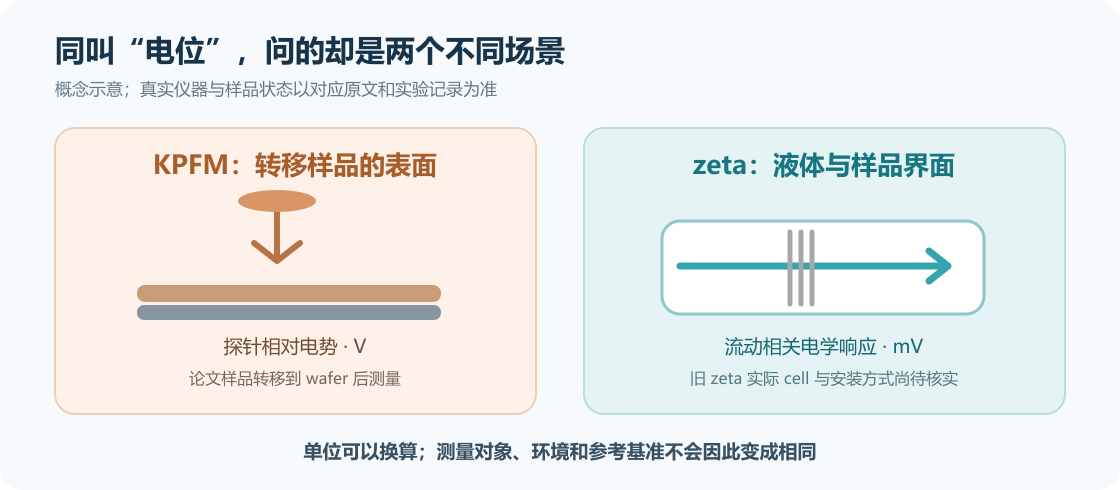 同叫“电位”，问的却是两个不同场景
概念示意；真实仪器与样品状态以对应原文和实验记录为准
KPFM：转移样品的表面
探针相对电势 · V
论文样品转移到 wafer 后测量
zeta：液体与样品界面
流动相关电学响应 · mV
旧 zeta 实际 cell 与安装方式尚待核实
单位可以换算；测量对象、环境和参考基准不会因此变成相同